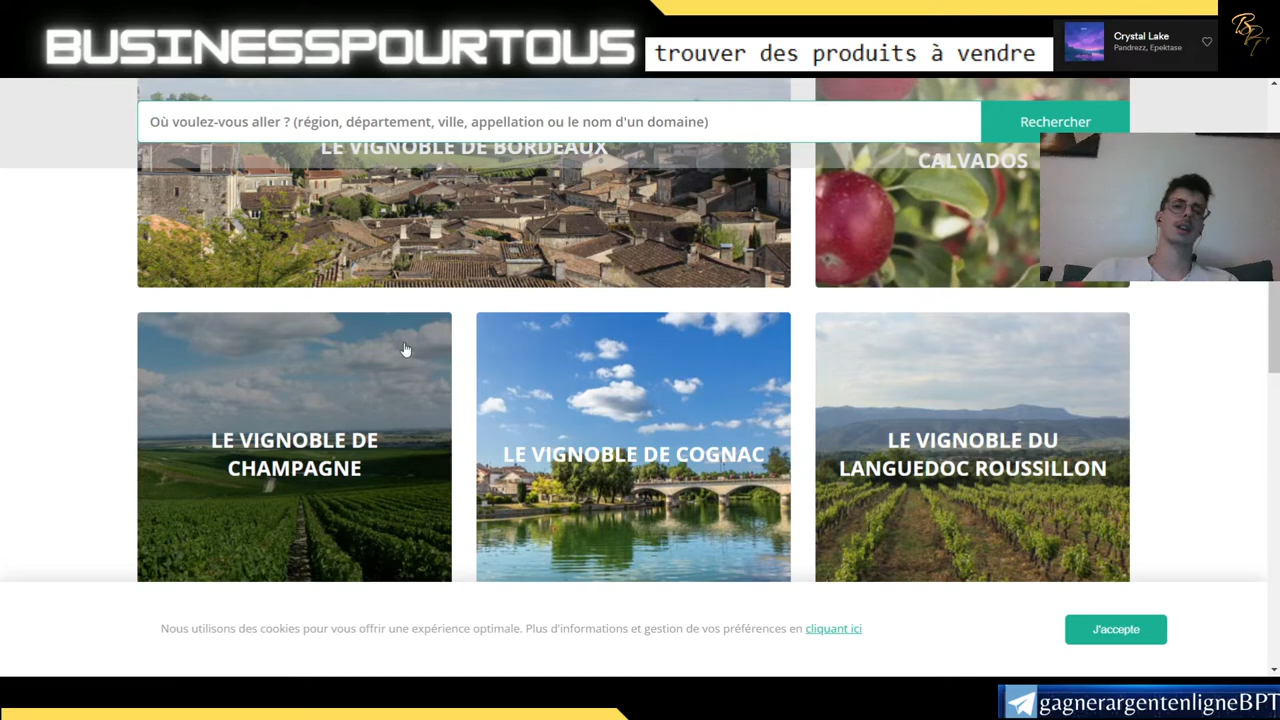 BUSINESSPOURTOUS
trouver des produits à vendre
Crystal Lake
Pandrezz, Epektase
Où voulez-vous aller ? (région, département, ville, appellation ou le nom d'un domaine)
Rechercher
LE VIGNOBLE DE BORDEAUX
CALVADOS
LE VIGNOBLE DE
CHAMPAGNE
LE VIGNOBLE DE COGNAC
LE VIGNOBLE DU
LANGUEDOC ROUSSILLON
Nous utilisons des cookies pour vous offrir une expérience optimale. Plus d'informations et gestion de vos préférences en cliquant ici
J'accepte
gagnerargentenligneBPT